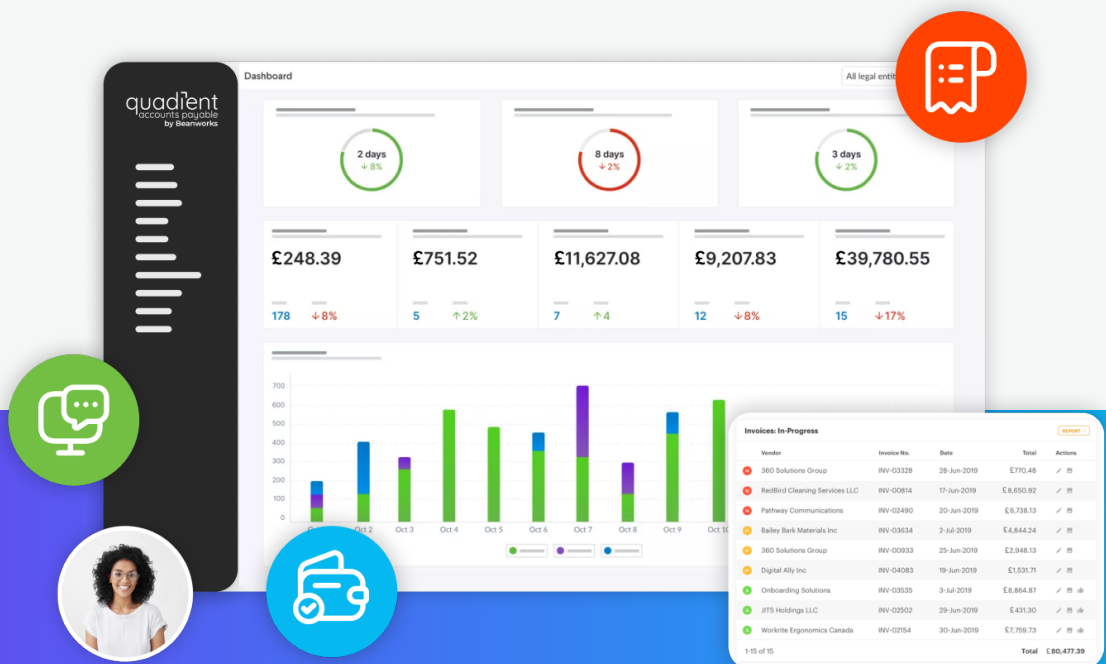 quadient
accounts payable
by Beanworks
Dashboard
All legal entit
2 days
↓ 8%
8 days
↓ 2%
3 days
↓ 2%
£248.39
£751.52
£11,627.08
£9,207.83
£39,780.55
178 ↓8%
5 ↑2%
7 ↑4
12 ↓8%
15 ↓17%
700
600
500
400
300
200
100
0
Oct 2 Oct 3 Oct 4 Oct 5 Oct 6 Oct 7 Oct 8 Oct 9 Oct 10
Invoices: In-Progress
REPORT
Vendor Invoice No. Date Total Actions
360 Solutions Group INV-03328 28-Jun-2019 £770.48
RedBird Cleaning Services LLC INV-00814 17-Jun-2019 £8,650.92
Pathway Communications INV-02490 20-Jun-2019 £6,738.13
Bailey Bark Materials Inc INV-03634 2-Jul-2019 £4,844.24
360 Solutions Group INV-00933 25-Jun-2019 £2,948.13
Digital Ally Inc INV-04083 19-Jun-2019 £1,531.71
Onboarding Solutions INV-03535 3-Jul-2019 £8,864.87
JITS Holdings LLC INV-02502 29-Jun-2019 £431.30
Workrite Ergonomics Canada INV-02154 30-Jun-2019 £7,759.73
1-15 of 15 Total £80,477.39